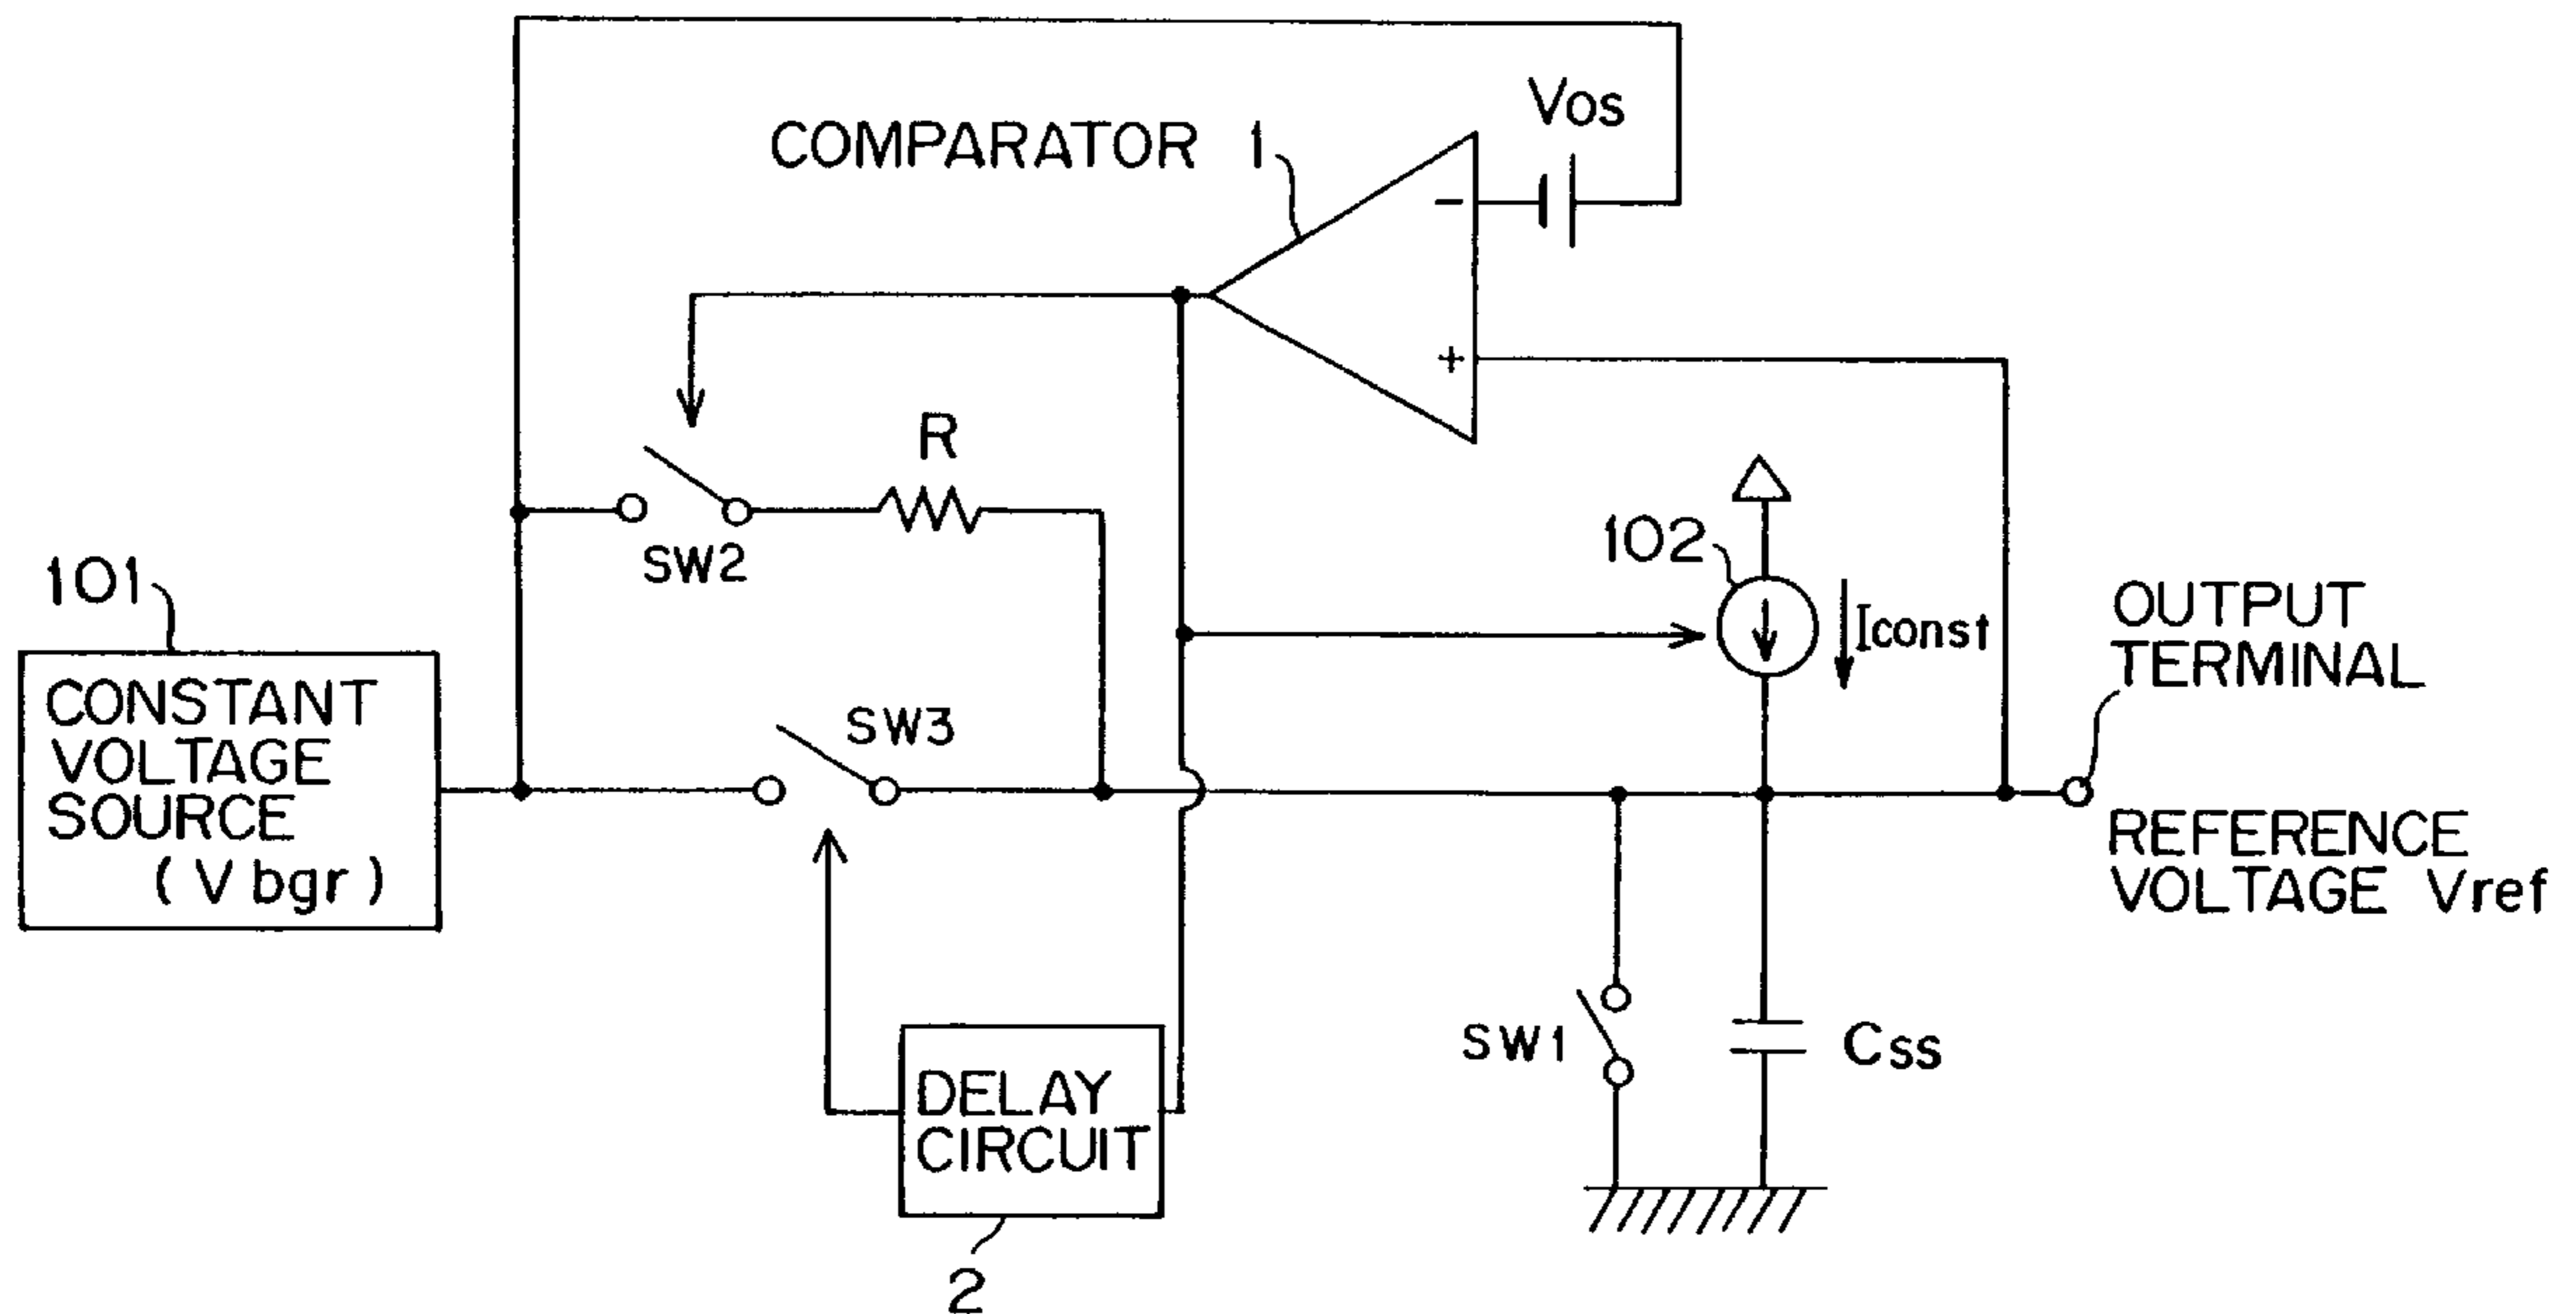 Vos
COMPARATOR 1
-
+
R
SW2
101
102
Iconst
OUTPUT
TERMINAL
CONSTANT
VOLTAGE
SOURCE
(Vbgr)
SW3
REFERENCE
VOLTAGE Vref
SW1
Css
DELAY
CIRCUIT
2